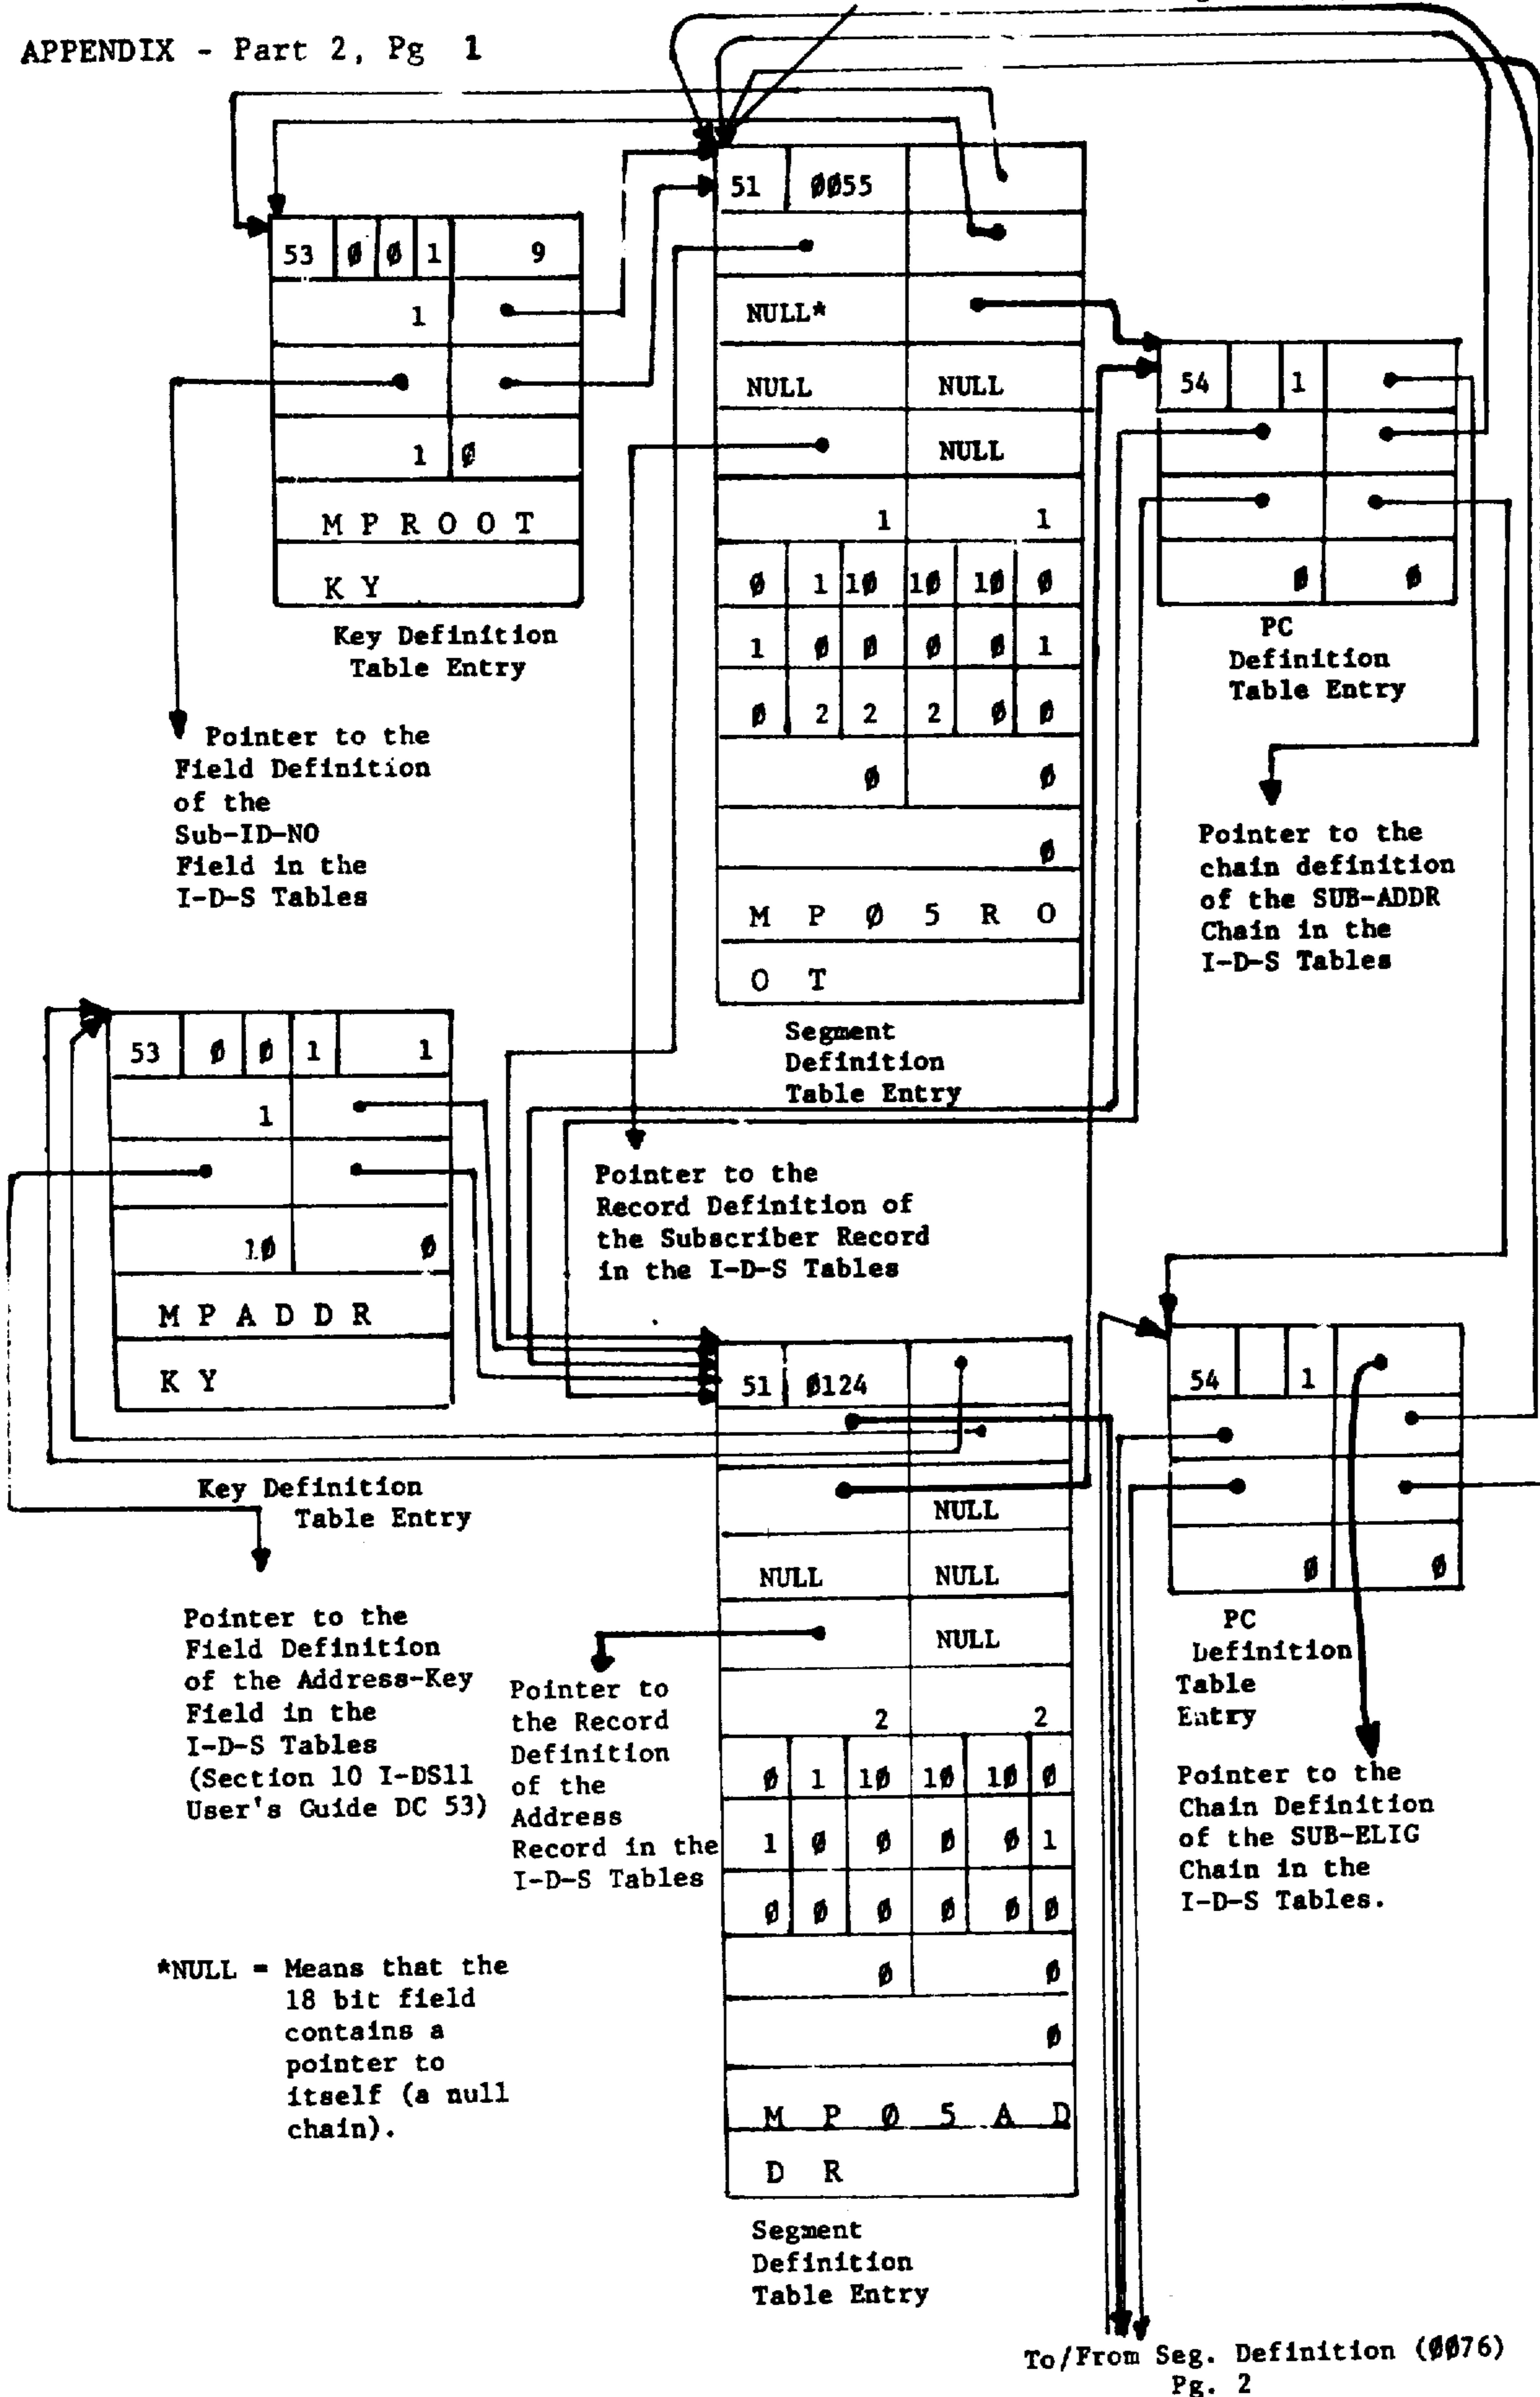 APPENDIX - Part 2, Pg 1
53 Ø Ø 1 9
1
1 Ø
M P R O O T
K Y
Key Definition
Table Entry
Pointer to the
Field Definition
of the
Sub-ID-NO
Field in the
I-D-S Tables
51 ØØ55
NULL*
NULL NULL
NULL
1 1
Ø 1 1Ø 1Ø 1Ø Ø
1 Ø Ø Ø Ø 1
Ø 2 2 2 Ø Ø
Ø Ø
Ø
M P Ø 5 R O
O T
Segment
Definition
Table Entry
54 1
Ø Ø
PC
Definition
Table Entry
Pointer to the
chain definition
of the SUB-ADDR
Chain in the
I-D-S Tables
Pointer to the
Record Definition of
the Subscriber Record
in the I-D-S Tables
53 Ø Ø 1 1
1
1Ø Ø
M P A D D R
K Y
Key Definition
Table Entry
Pointer to the
Field Definition
of the Address-Key
Field in the
I-D-S Tables
(Section 10 I-DS11
User's Guide DC 53)
51 Ø124
NULL
NULL NULL
NULL
2 2
Ø 1 1Ø 1Ø 1Ø Ø
1 Ø Ø Ø Ø 1
Ø Ø Ø Ø Ø Ø
Ø Ø
Ø
M P Ø 5 A D
D R
Segment
Definition
Table Entry
Pointer to
the Record
Definition
of the
Address
Record in the
I-D-S Tables
54 1
Ø Ø
PC
Definition
Table
Entry
Pointer to the
Chain Definition
of the SUB-ELIG
Chain in the
I-D-S Tables.
*NULL = Means that the
18 bit field
contains a
pointer to
itself (a null
chain).
To/From Seg. Definition (ØØ76)
Pg. 2